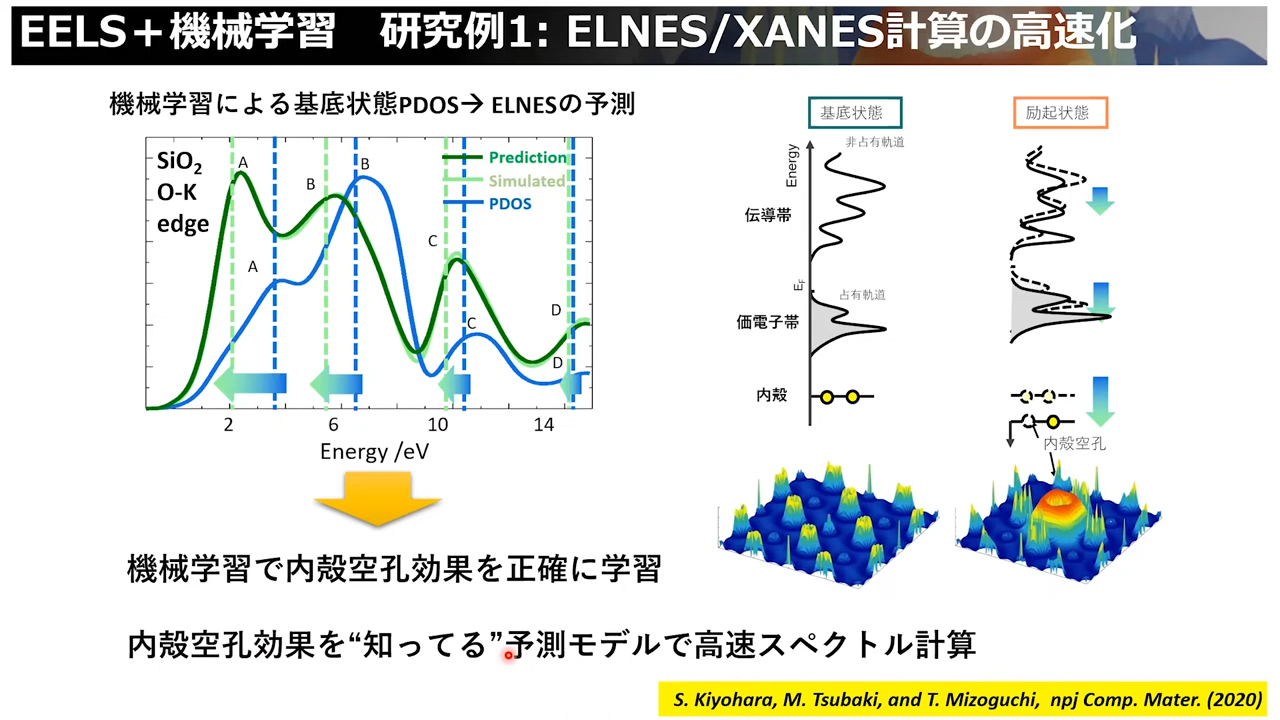 EELS＋機械学習　研究例1: ELNES/XANES計算の高速化
機械学習による基底状態PDOS→ ELNESの予測
SiO2
O-K
edge
A
B
B
A
C
C
D
D
Prediction
Simulated
PDOS
2
6
10
14
Energy /eV
基底状態
励起状態
非占有軌道
Energy
伝導帯
EF
占有軌道
価電子帯
内殻
内殻空孔
機械学習で内殻空孔効果を正確に学習
内殻空孔効果を“知ってる”予測モデルで高速スペクトル計算
S. Kiyohara, M. Tsubaki, and T. Mizoguchi, npj Comp. Mater. (2020)